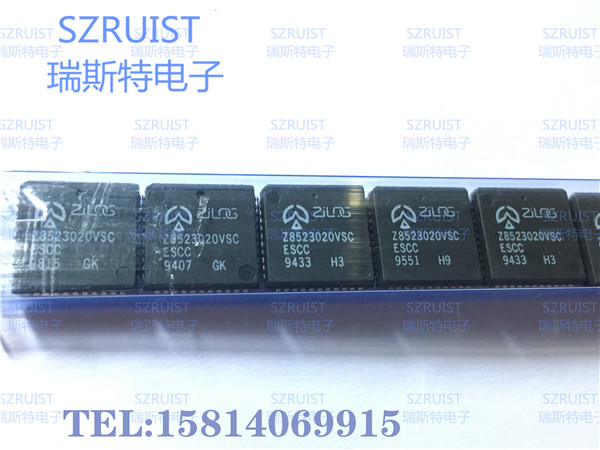 SZRUIST
瑞斯特电子
ZiLOG
Z8523020VSC
ESCC
9815 GK
ZiLOG
Z8523020VSC
ESCC
9407 GK
ZiLOG
Z8523020VSC
ESCC
9433 H3
ZiLOG
Z8523020VSC
ESCC
9551 H9
ZiLOG
Z8523020VSC
ESCC
9433 H3
TEL:15814069915